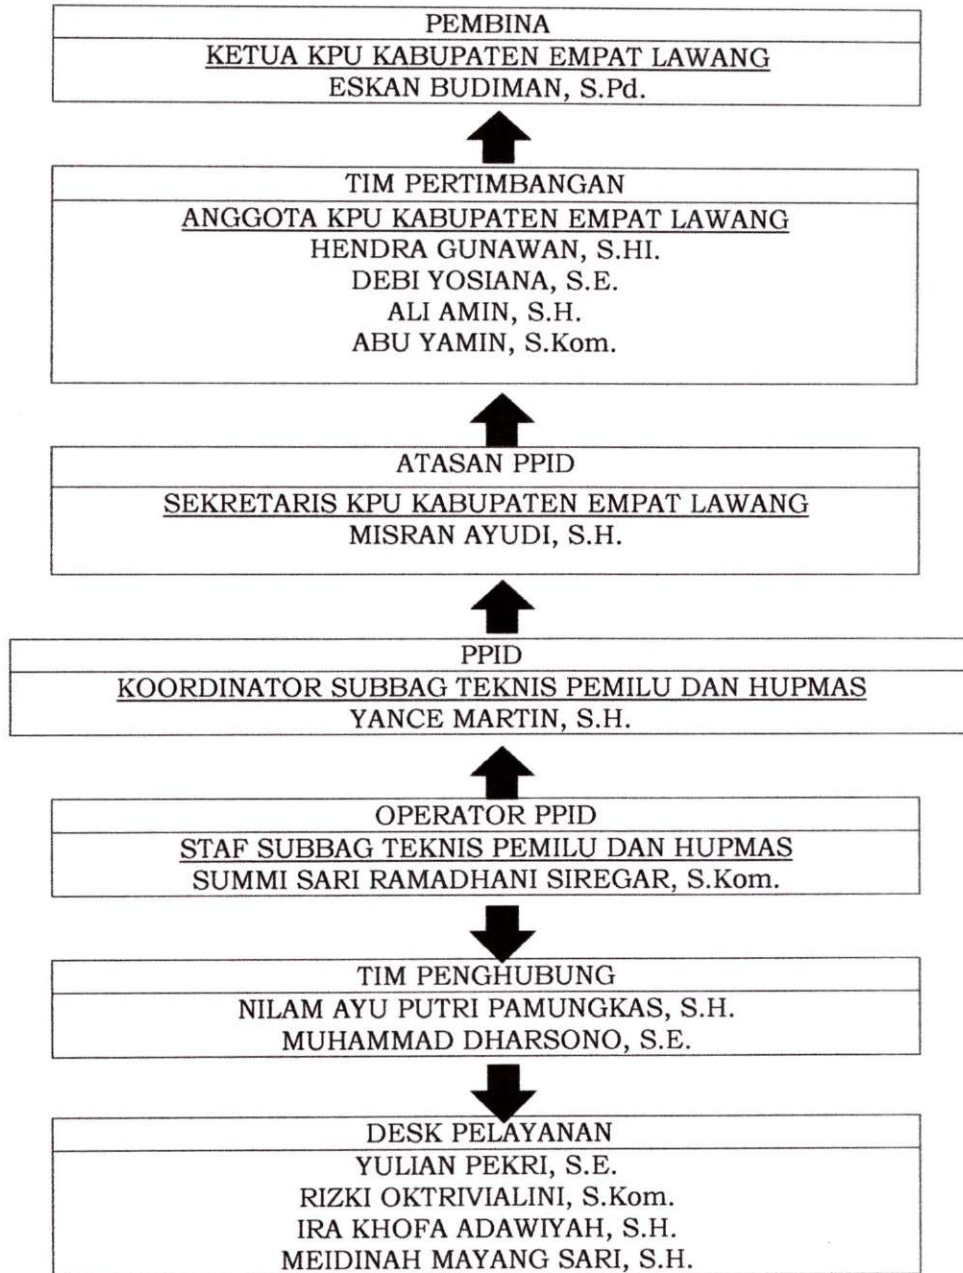 PEMBINA
KETUA KPU KABUPATEN EMPAT LAWANG
ESKAN BUDIMAN, S.Pd.
TIM PERTIMBANGAN
ANGGOTA KPU KABUPATEN EMPAT LAWANG
HENDRA GUNAWAN, S.HI.
DEBI YOSIANA, S.E.
ALI AMIN, S.H.
ABU YAMIN, S.Kom.
ATASAN PPID
SEKRETARIS KPU KABUPATEN EMPAT LAWANG
MISRAN AYUDI, S.H.
PPID
KOORDINATOR SUBBAG TEKNIS PEMILU DAN HUPMAS
YANCE MARTIN, S.H.
OPERATOR PPID
STAF SUBBAG TEKNIS PEMILU DAN HUPMAS
SUMMI SARI RAMADHANI SIREGAR, S.Kom.
TIM PENGHUBUNG
NILAM AYU PUTRI PAMUNGKAS, S.H.
MUHAMMAD DHARSONO, S.E.
DESK PELAYANAN
YULIAN PEKRI, S.E.
RIZKI OKTRIVIALINI, S.Kom.
IRA KHOFA ADAWIYAH, S.H.
MEIDINAH MAYANG SARI, S.H.